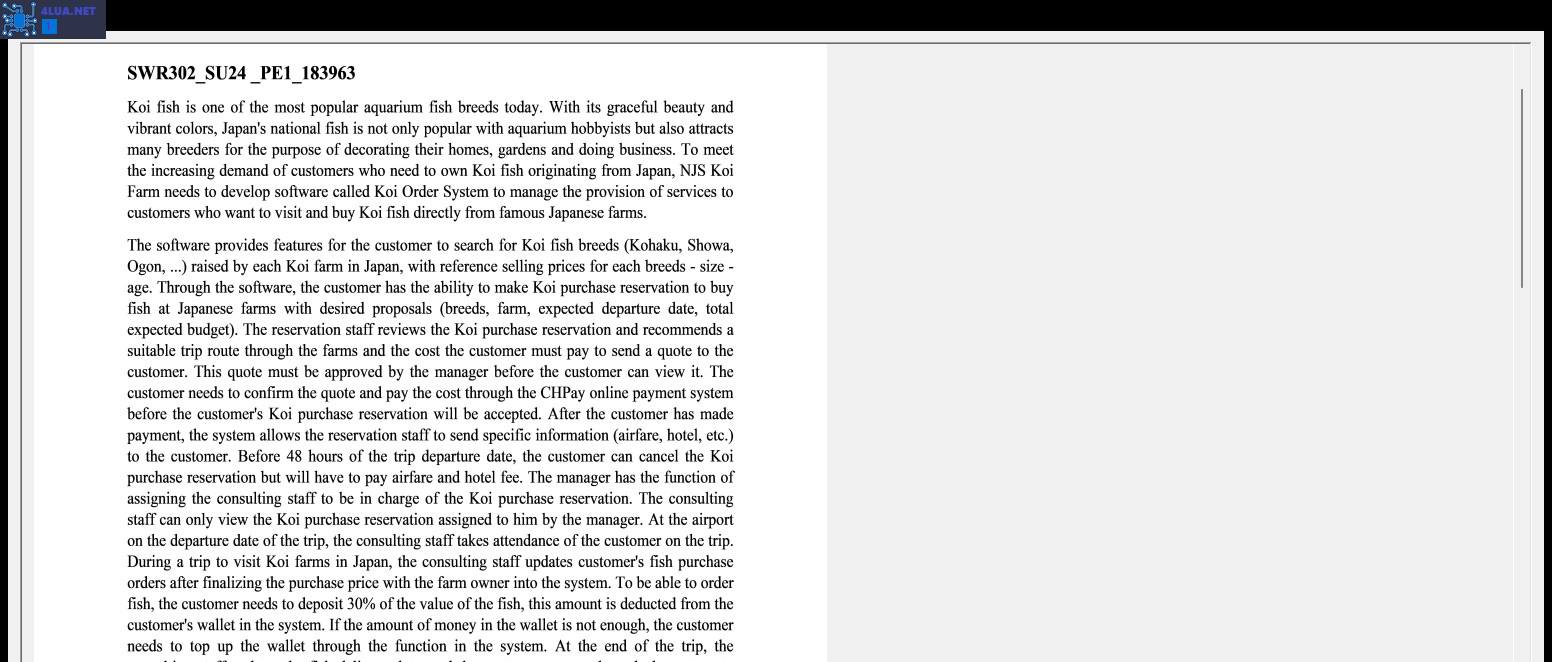 4LUA.NET
SWR302_SU24 _PE1_183963
Koi fish is one of the most popular aquarium fish breeds today. With its graceful beauty and
vibrant colors, Japan's national fish is not only popular with aquarium hobbyists but also attracts
many breeders for the purpose of decorating their homes, gardens and doing business. To meet
the increasing demand of customers who need to own Koi fish originating from Japan, NJS Koi
Farm needs to develop software called Koi Order System to manage the provision of services to
customers who want to visit and buy Koi fish directly from famous Japanese farms.
The software provides features for the customer to search for Koi fish breeds (Kohaku, Showa,
Ogon, ...) raised by each Koi farm in Japan, with reference selling prices for each breeds - size -
age. Through the software, the customer has the ability to make Koi purchase reservation to buy
fish at Japanese farms with desired proposals (breeds, farm, expected departure date, total
expected budget). The reservation staff reviews the Koi purchase reservation and recommends a
suitable trip route through the farms and the cost the customer must pay to send a quote to the
customer. This quote must be approved by the manager before the customer can view it. The
customer needs to confirm the quote and pay the cost through the CHPay online payment system
before the customer's Koi purchase reservation will be accepted. After the customer has made
payment, the system allows the reservation staff to send specific information (airfare, hotel, etc.)
to the customer. Before 48 hours of the trip departure date, the customer can cancel the Koi
purchase reservation but will have to pay airfare and hotel fee. The manager has the function of
assigning the consulting staff to be in charge of the Koi purchase reservation. The consulting
staff can only view the Koi purchase reservation assigned to him by the manager. At the airport
on the departure date of the trip, the consulting staff takes attendance of the customer on the trip.
During a trip to visit Koi farms in Japan, the consulting staff updates customer's fish purchase
orders after finalizing the purchase price with the farm owner into the system. To be able to order
fish, the customer needs to deposit 30% of the value of the fish, this amount is deducted from the
customer's wallet in the system. If the amount of money in the wallet is not enough, the customer
needs to top up the wallet through the function in the system. At the end of the trip, the